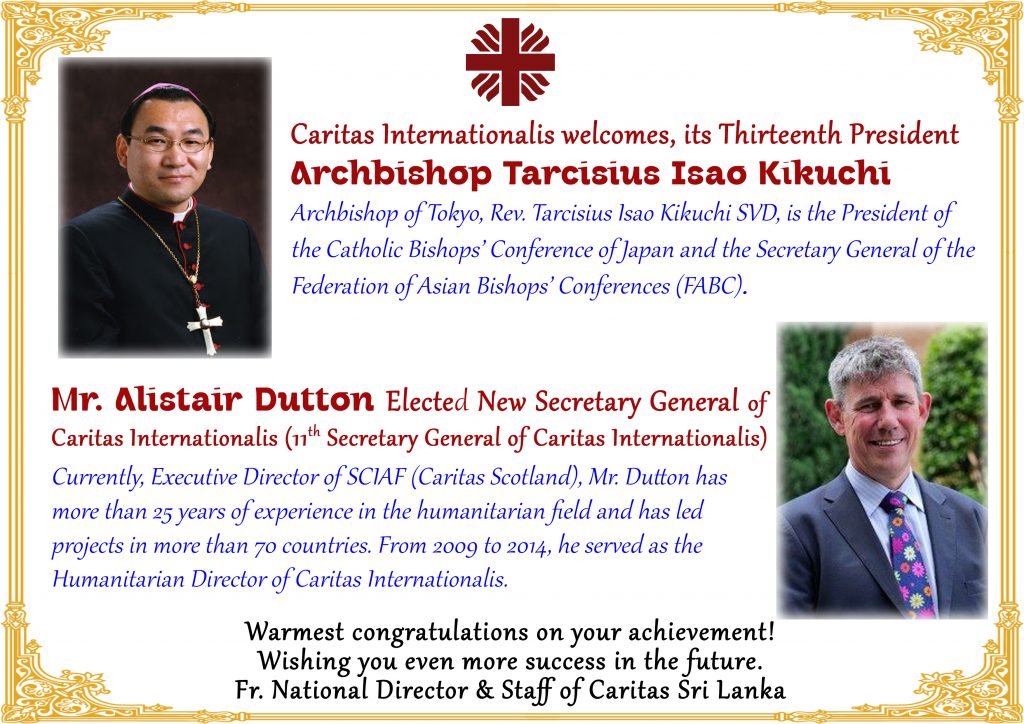 Caritas Internationalis welcomes, its Thirteenth President
Archbishop Tarcisius Isao Kikuchi
Archbishop of Tokyo, Rev. Tarcisius Isao Kikuchi SVD, is the President of
the Catholic Bishops’ Conference of Japan and the Secretary General of the
Federation of Asian Bishops’ Conferences (FABC).
Mr. Alistair Dutton Elected New Secretary General of
Caritas Internationalis (11th Secretary General of Caritas Internationalis)
Currently, Executive Director of SCIAF (Caritas Scotland), Mr. Dutton has
more than 25 years of experience in the humanitarian field and has led
projects in more than 70 countries. From 2009 to 2014, he served as the
Humanitarian Director of Caritas Internationalis.
Warmest congratulations on your achievement!
Wishing you even more success in the future.
Fr. National Director & Staff of Caritas Sri Lanka